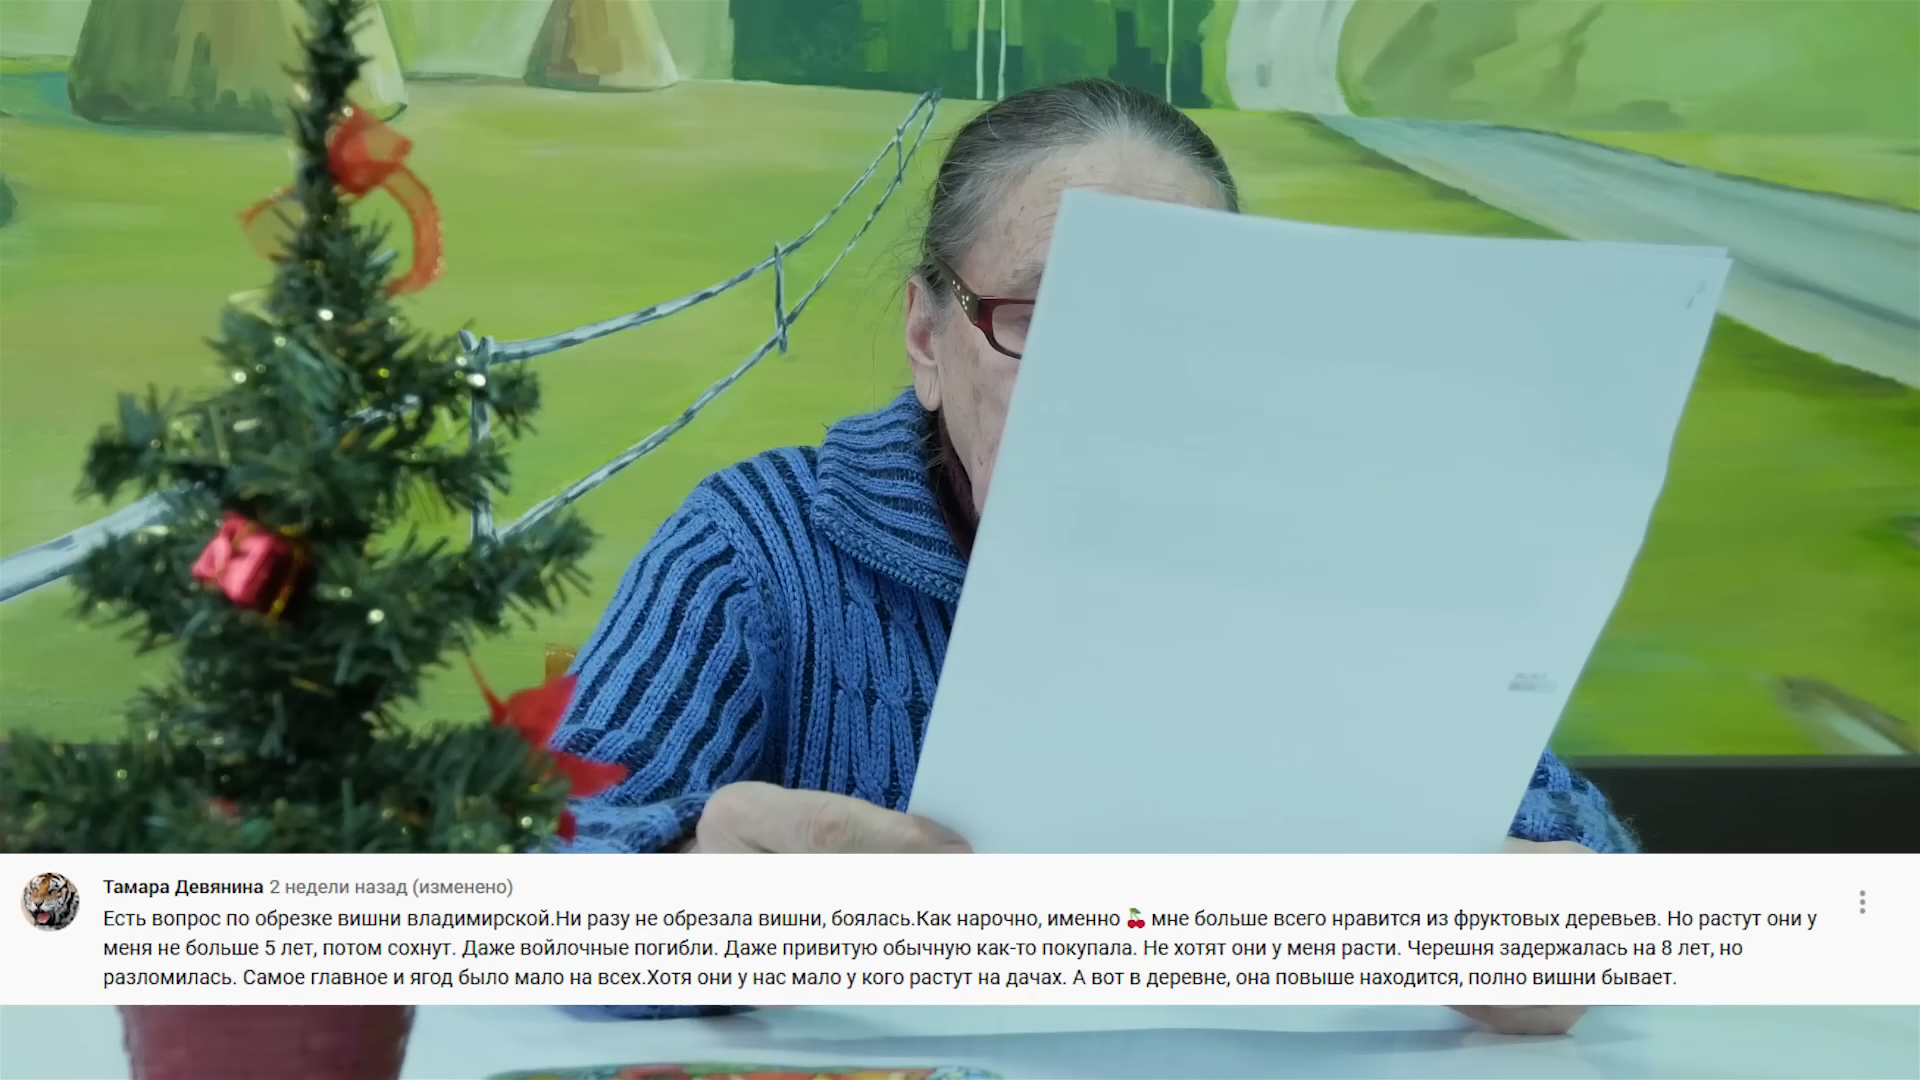 Тамара Девянина 2 недели назад (изменено)
Есть вопрос по обрезке вишни владимирской.Ни разу не обрезала вишни, боялась.Как нарочно, именно 🍒 мне больше всего нравится из фруктовых деревьев. Но растут они у
меня не больше 5 лет, потом сохнут. Даже войлочные погибли. Даже привитую обычную как-то покупала. Не хотят они у меня расти. Черешня задержалась на 8 лет, но
разломилась. Самое главное и ягод было мало на всех.Хотя они у нас мало у кого растут на дачах. А вот в деревне, она повыше находится, полно вишни бывает.